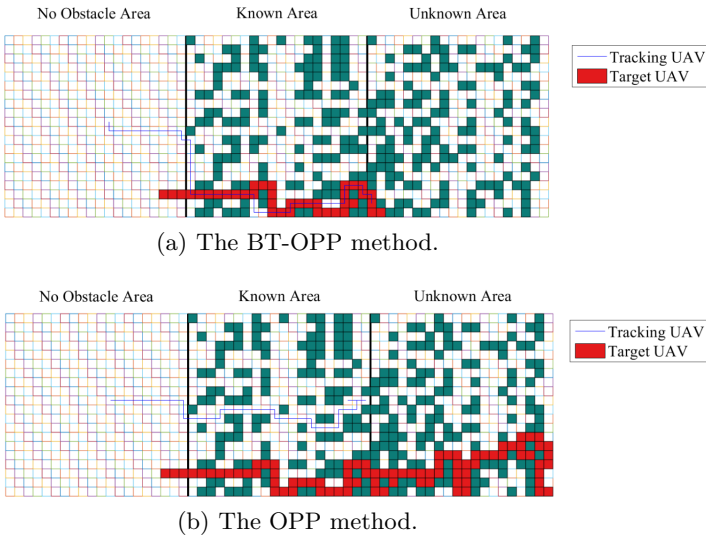 No Obstacle Area Known Area Unknown Area
Tracking UAV
Target UAV
(a) The BT-OPP method.
No Obstacle Area Known Area Unknown Area
Tracking UAV
Target UAV
(b) The OPP method.